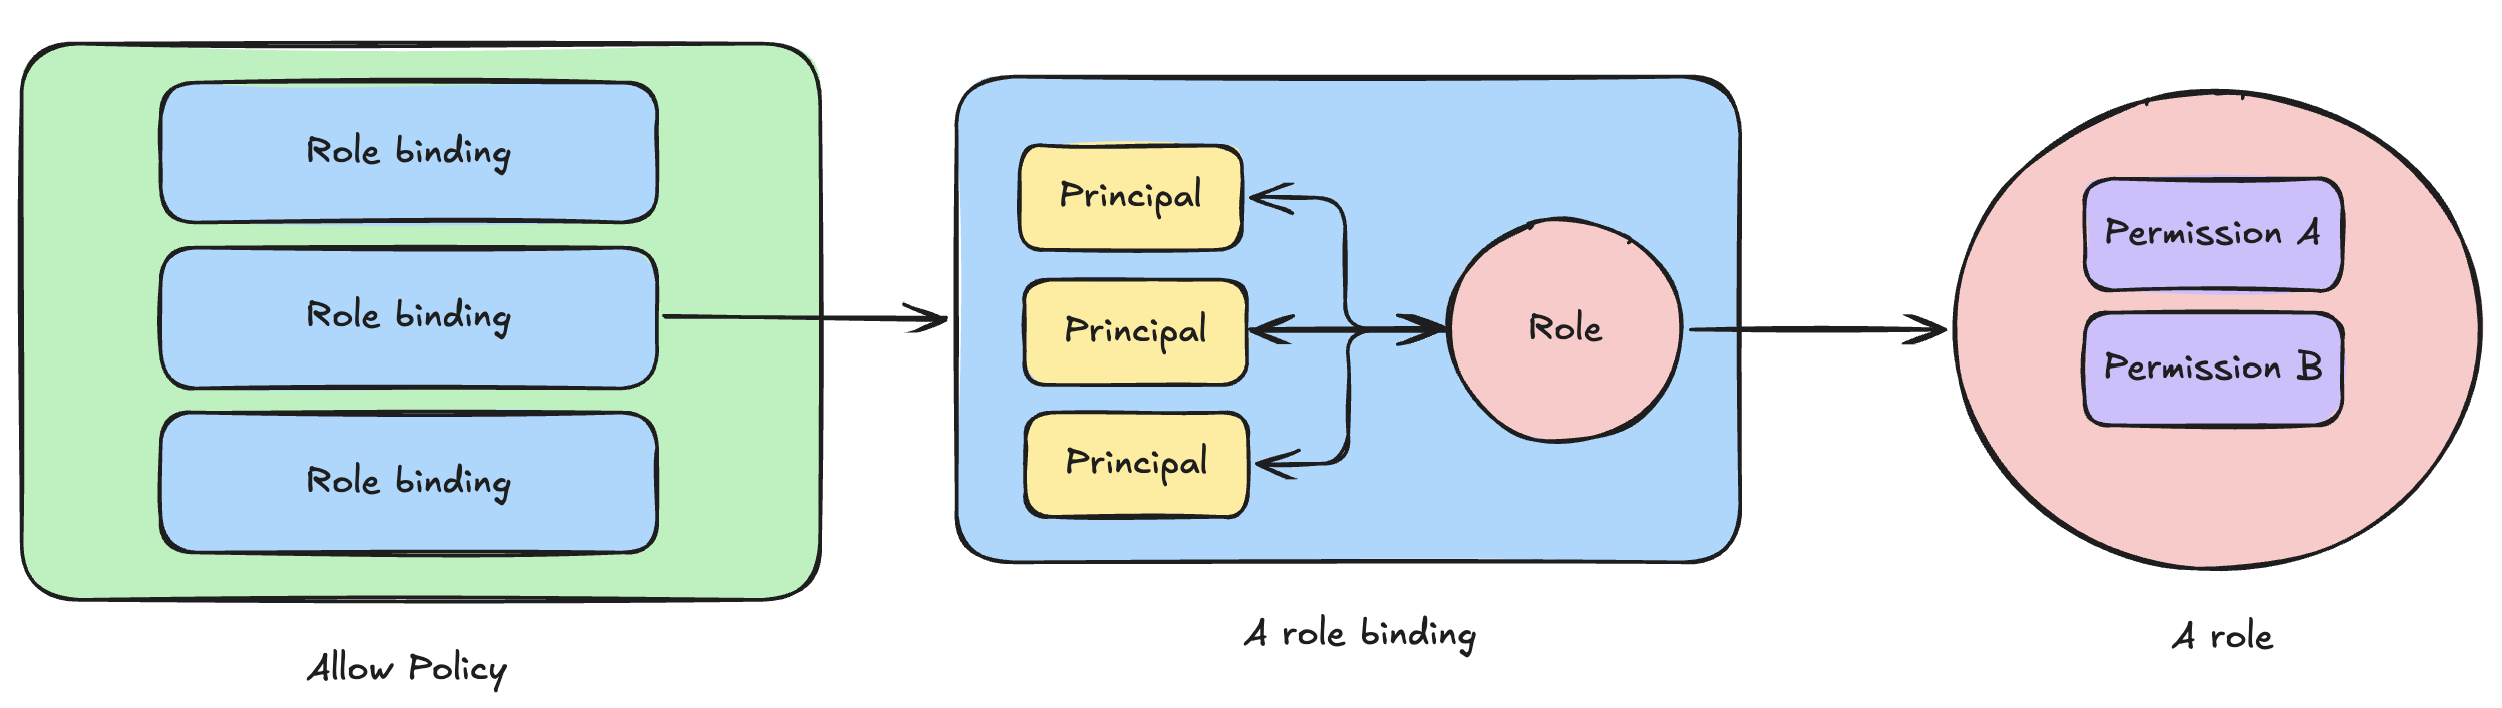 Role binding
Role binding
Role binding
Allow Policy
Principal
Principal
Principal
Role
A role binding
Permission A
Permission B
A role